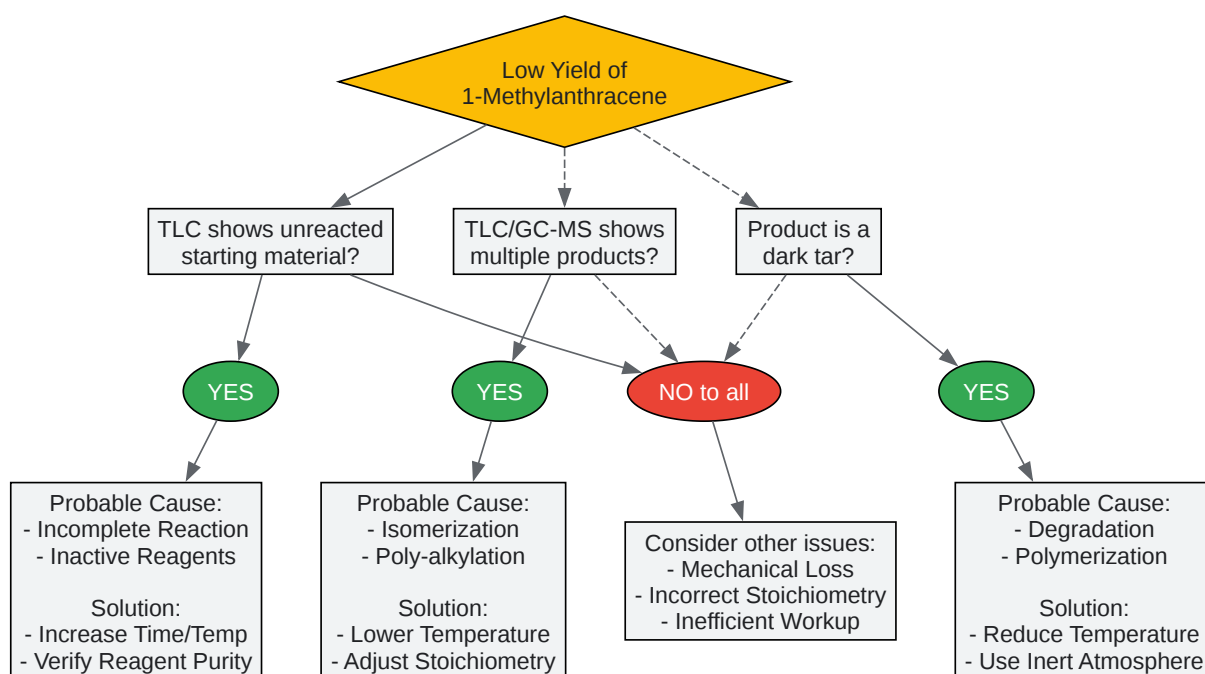 Low Yield of
1-Methylanthracene
TLC shows unreacted
starting material?
TLC/GC-MS shows
multiple products?
Product is a
dark tar?
YES
YES
NO to all
YES
Probable Cause:
- Incomplete Reaction
- Inactive Reagents
Solution:
- Increase Time/Temp
- Verify Reagent Purity
Probable Cause:
- Isomerization
- Poly-alkylation
Solution:
- Lower Temperature
- Adjust Stoichiometry
Consider other issues:
- Mechanical Loss
- Incorrect Stoichiometry
- Inefficient Workup
Probable Cause:
- Degradation
- Polymerization
Solution:
- Reduce Temperature
- Use Inert Atmosphere